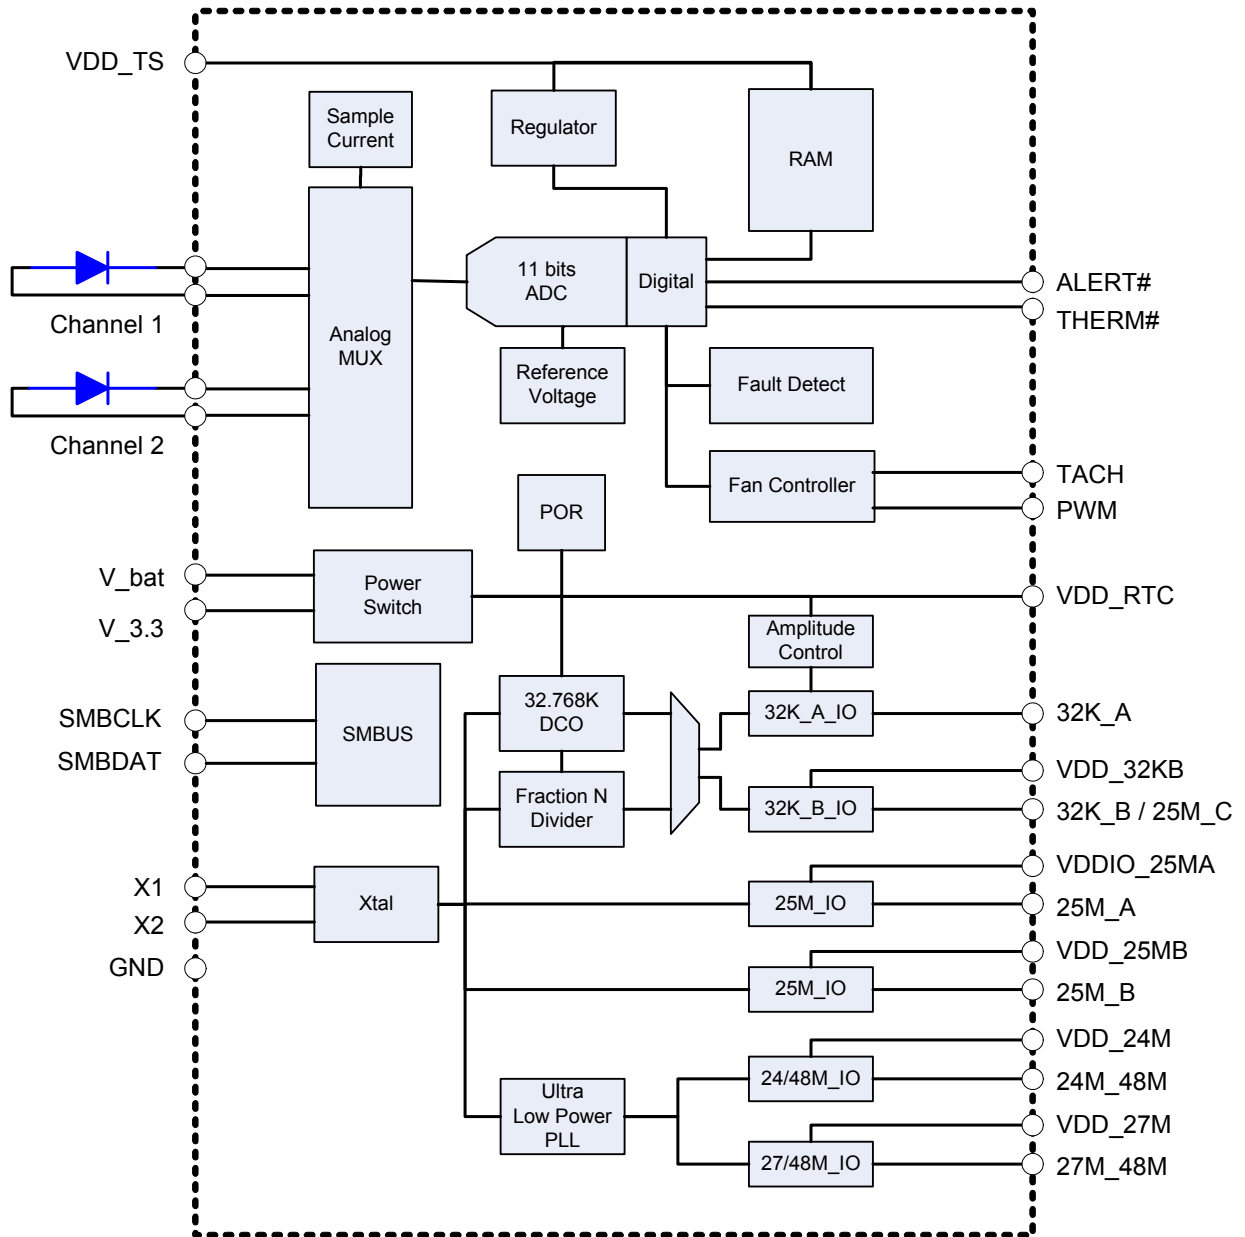 VDD_TS
Sample
Current
Regulator
RAM
11 bits
ADC
Digital
ALERT#
THERM#
Channel 1
Analog
MUX
Reference
Voltage
Fault Detect
Channel 2
TACH
Fan Controller
PWM
POR
V_bat
Power
Switch
VDD_RTC
V_3.3
Amplitude
Control
SMBCLK
SMBUS
32.768K
DCO
32K_A_IO
32K_A
SMBDAT
VDD_32KB
Fraction N
Divider
32K_B_IO
32K_B / 25M_C
VDDIO_25MA
X1
Xtal
25M_IO
25M_A
X2
VDD_25MB
GND
25M_IO
25M_B
VDD_24M
24/48M_IO
24M_48M
Ultra
Low Power
PLL
VDD_27M
27/48M_IO
27M_48M